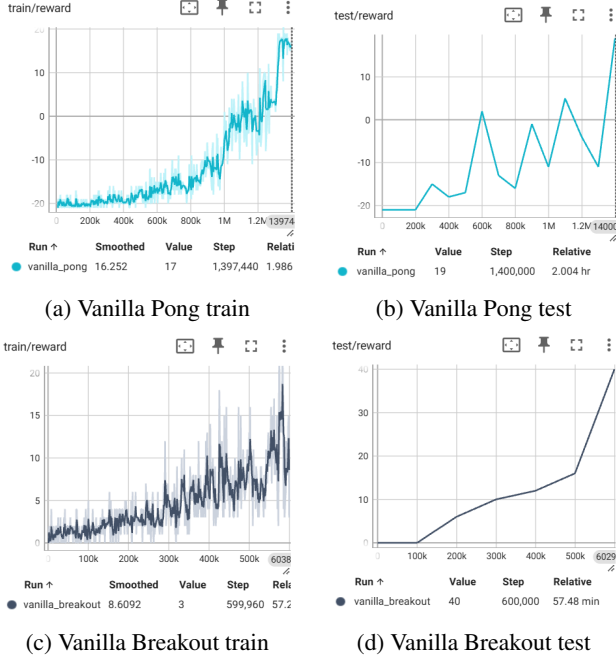 train/reward
20
10
0
-10
-20
0 200k 400k 600k 800k 1M 1.2M 13974
Run ↑ Smoothed Value Step Relati
vanilla_pong 16.252 17 1,397,440 1.986
(a) Vanilla Pong train
test/reward
10
0
-10
-20
0 200k 400k 600k 800k 1M 1.2M 14000
Run ↑ Value Step Relative
vanilla_pong 19 1,400,000 2.004 hr
(b) Vanilla Pong test
train/reward
20
15
10
5
0
0 100k 200k 300k 400k 500k 6038
Run ↑ Smoothed Value Step Rela
vanilla_breakout 8.6092 3 599,960 57.2
(c) Vanilla Breakout train
test/reward
40
30
20
10
0
0 100k 200k 300k 400k 500k 6029
Run ↑ Value Step Relative
vanilla_breakout 40 600,000 57.48 min
(d) Vanilla Breakout test